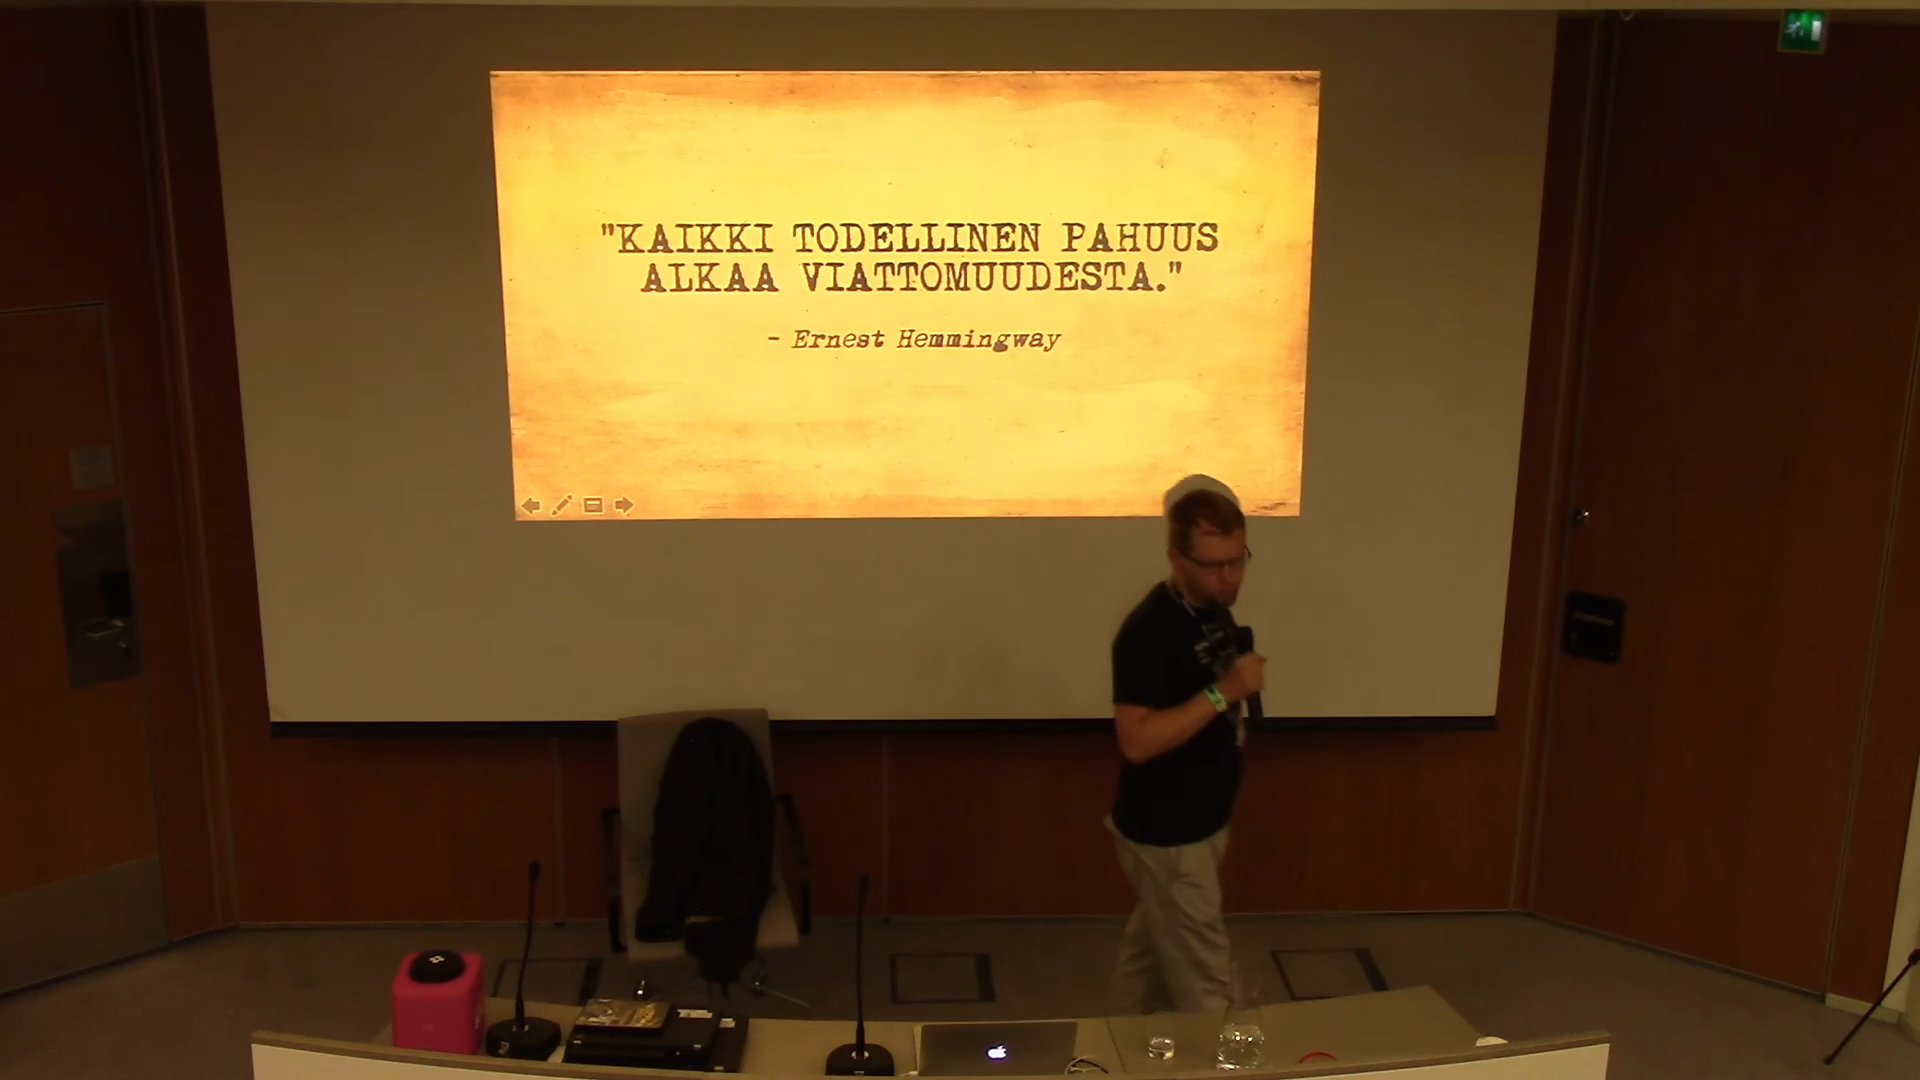 "KAIKKI TODELLINEN PAHUUS
ALKAA VIATTOMUUDESTA."
- Ernest Hemmingway